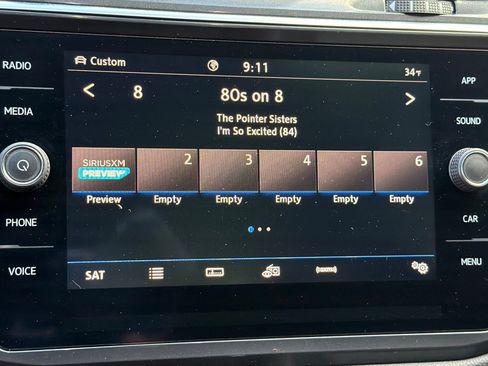 RADIO
MEDIA
PHONE
VOICE
Custom
9:11
34°F
< 8 80s on 8 >
The Pointer Sisters
I'm So Excited (84)
SIRIUSXM
PREVIEW
2 3 4 5 6
Preview Empty Empty Empty Empty Empty
SAT
APP
SOUND
CAR
MENU